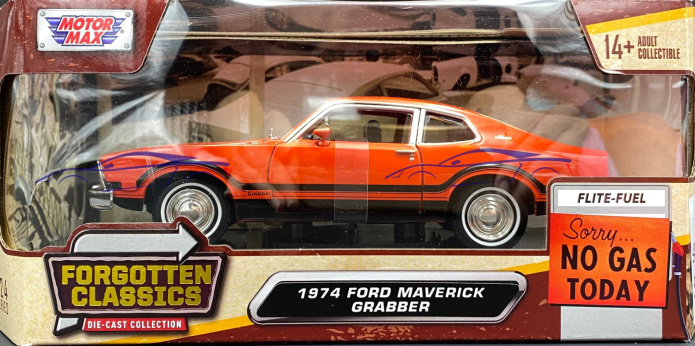 MOTOR
MAX
14+ ADULT
COLLECTIBLE
Grabber
FLITE-FUEL
Sorry...
NO GAS
TODAY
FORGOTTEN
CLASSICS
DIE-CAST COLLECTION
1974 FORD MAVERICK
GRABBER
24